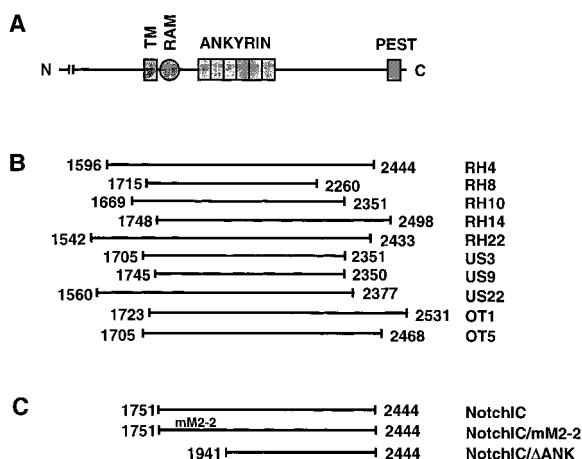 A
TM RAM ANKYRIN PEST
N C
B
1596 2444 RH4
1715 2260 RH8
1669 2351 RH10
1748 2498 RH14
1542 2433 RH22
1705 2351 US3
1745 2350 US9
1560 2377 US22
1723 2531 OT1
1705 2468 OT5
C
1751 2444 NotchIC
mM2-2
1751 2444 NotchIC/mM2-2
1941 2444 NotchIC/ΔANK